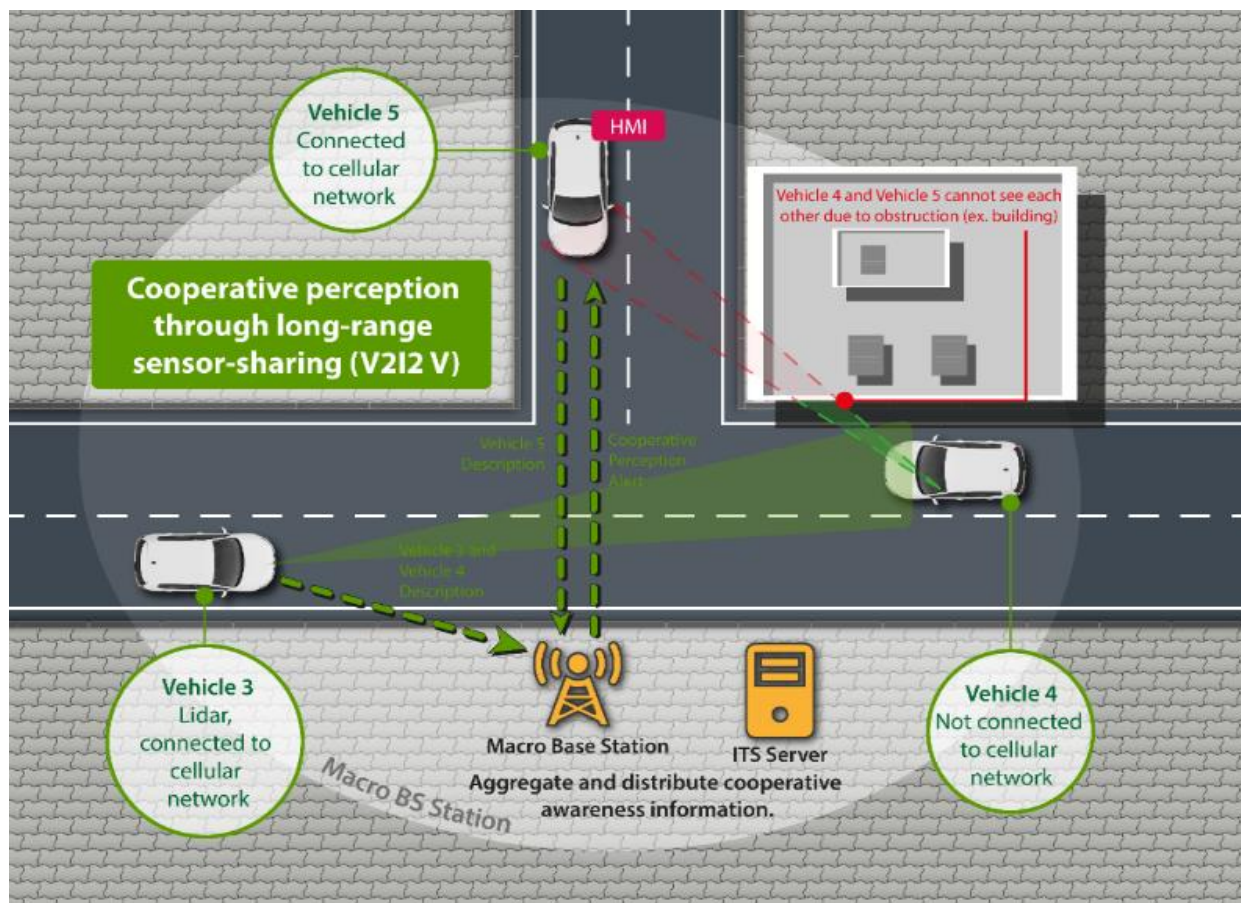 Vehicle 5
Connected
to cellular
network
HMI
Vehicle 4 and Vehicle 5 cannot see each
other due to obstruction (ex. building)
Cooperative perception
through long-range
sensor-sharing (V2I2 V)
Vehicle 5
Description
Cooperative
Perception
Alert
Vehicle 3 and
Vehicle 4
Description
Vehicle 3
Lidar,
connected to
cellular
network
Macro Base Station
ITS Server
Aggregate and distribute cooperative
awareness information.
Macro BS Station
Vehicle 4
Not connected
to cellular
network